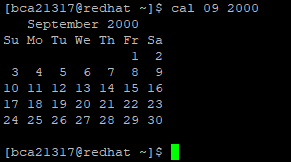 [bca21317@redhat ~]$ cal 09 2000
   September 2000
Su Mo Tu We Th Fr Sa
                1  2
 3  4  5  6  7  8  9
10 11 12 13 14 15 16
17 18 19 20 21 22 23
24 25 26 27 28 29 30
[bca21317@redhat ~]$